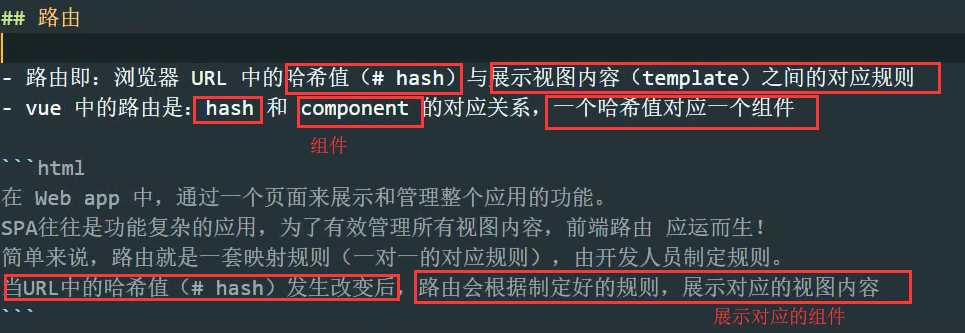 ## 路由
- 路由即：浏览器 URL 中的哈希值（# hash）与展示视图内容（template）之间的对应规则
- vue 中的路由是：hash 和 component 的对应关系，一个哈希值对应一个组件
组件
```html
在 Web app 中，通过一个页面来展示和管理整个应用的功能。
SPA往往是功能复杂的应用，为了有效管理所有视图内容，前端路由 应运而生！
简单来说，路由就是一套映射规则（一对一的对应规则），由开发人员制定规则。
当URL中的哈希值（# hash）发生改变后，路由会根据制定好的规则，展示对应的视图内容
```
展示对应的组件